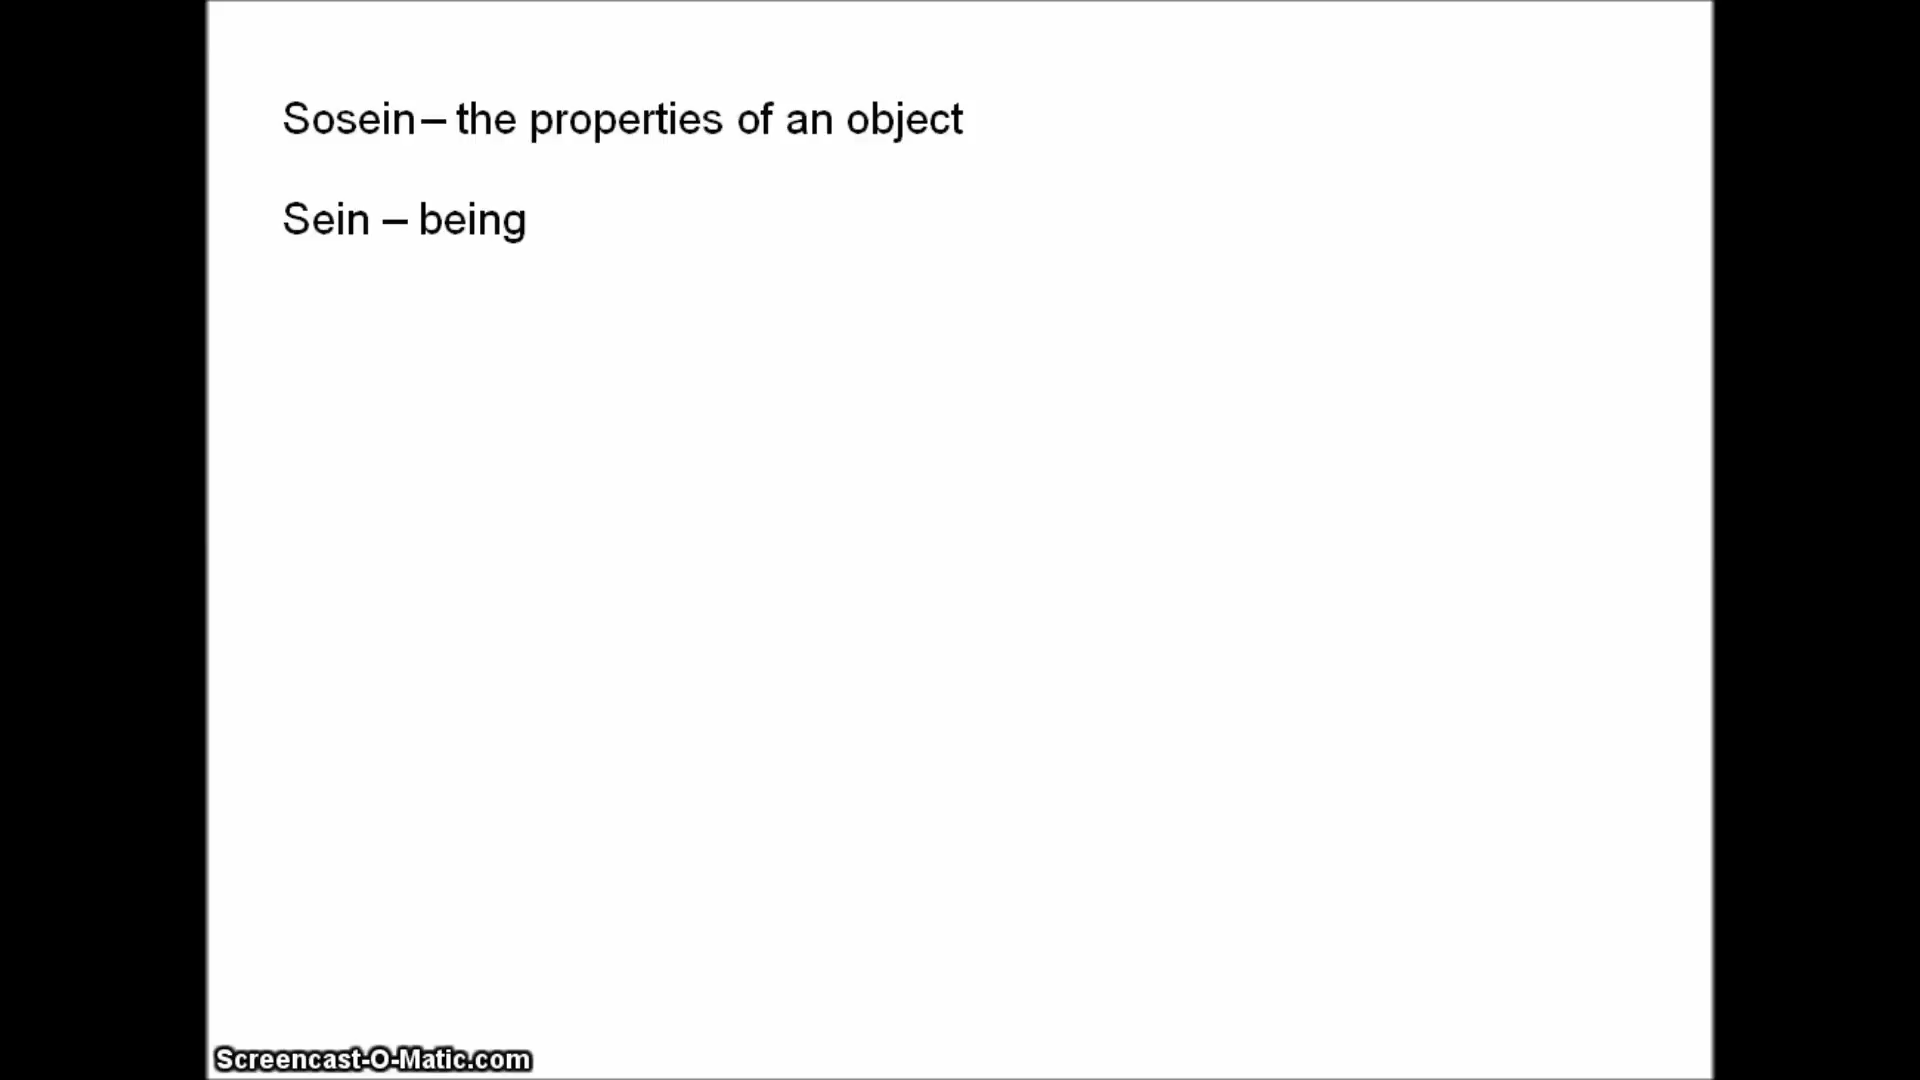 Sosein – the properties of an object
Sein – being
Screencast-O-Matic.com